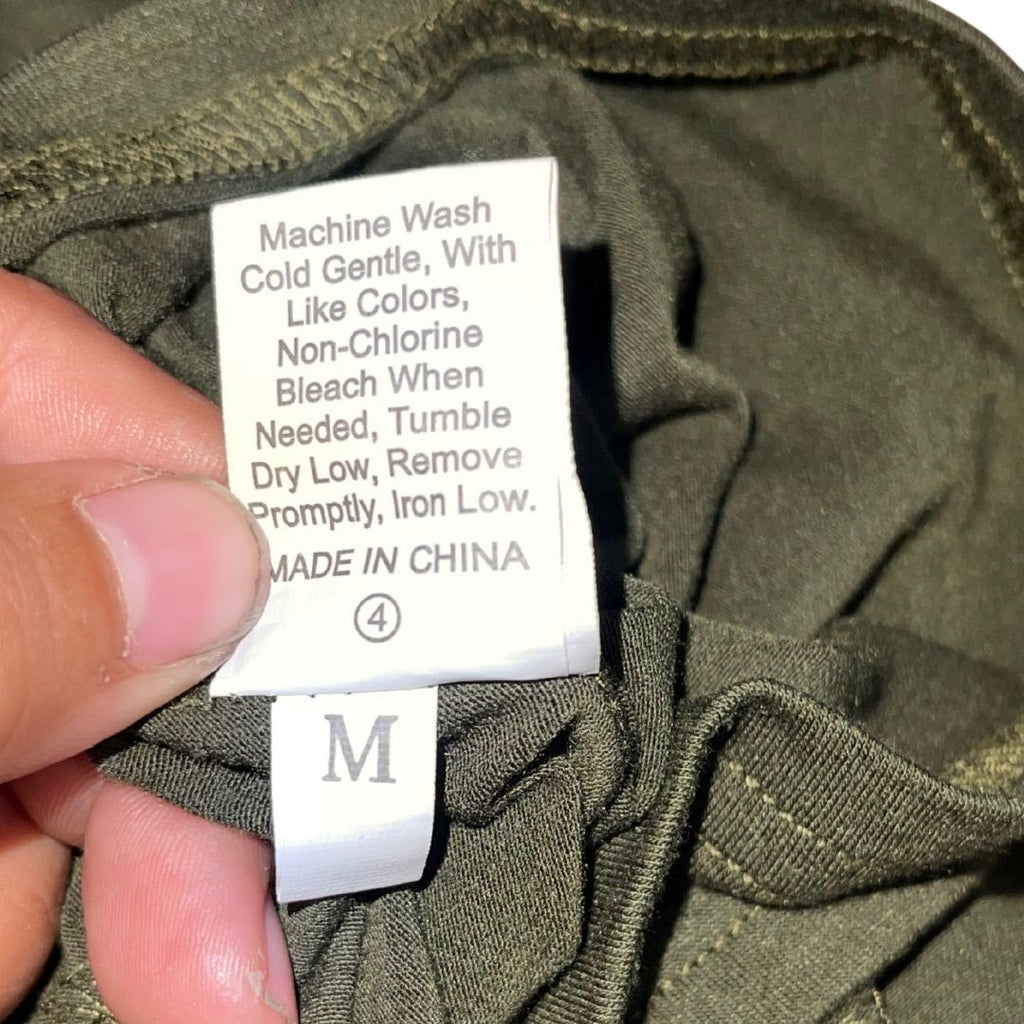 Machine Wash
Cold Gentle, With
Like Colors,
Non-Chlorine
Bleach When
Needed, Tumble
Dry Low, Remove
Promptly, Iron Low.
MADE IN CHINA
④
M